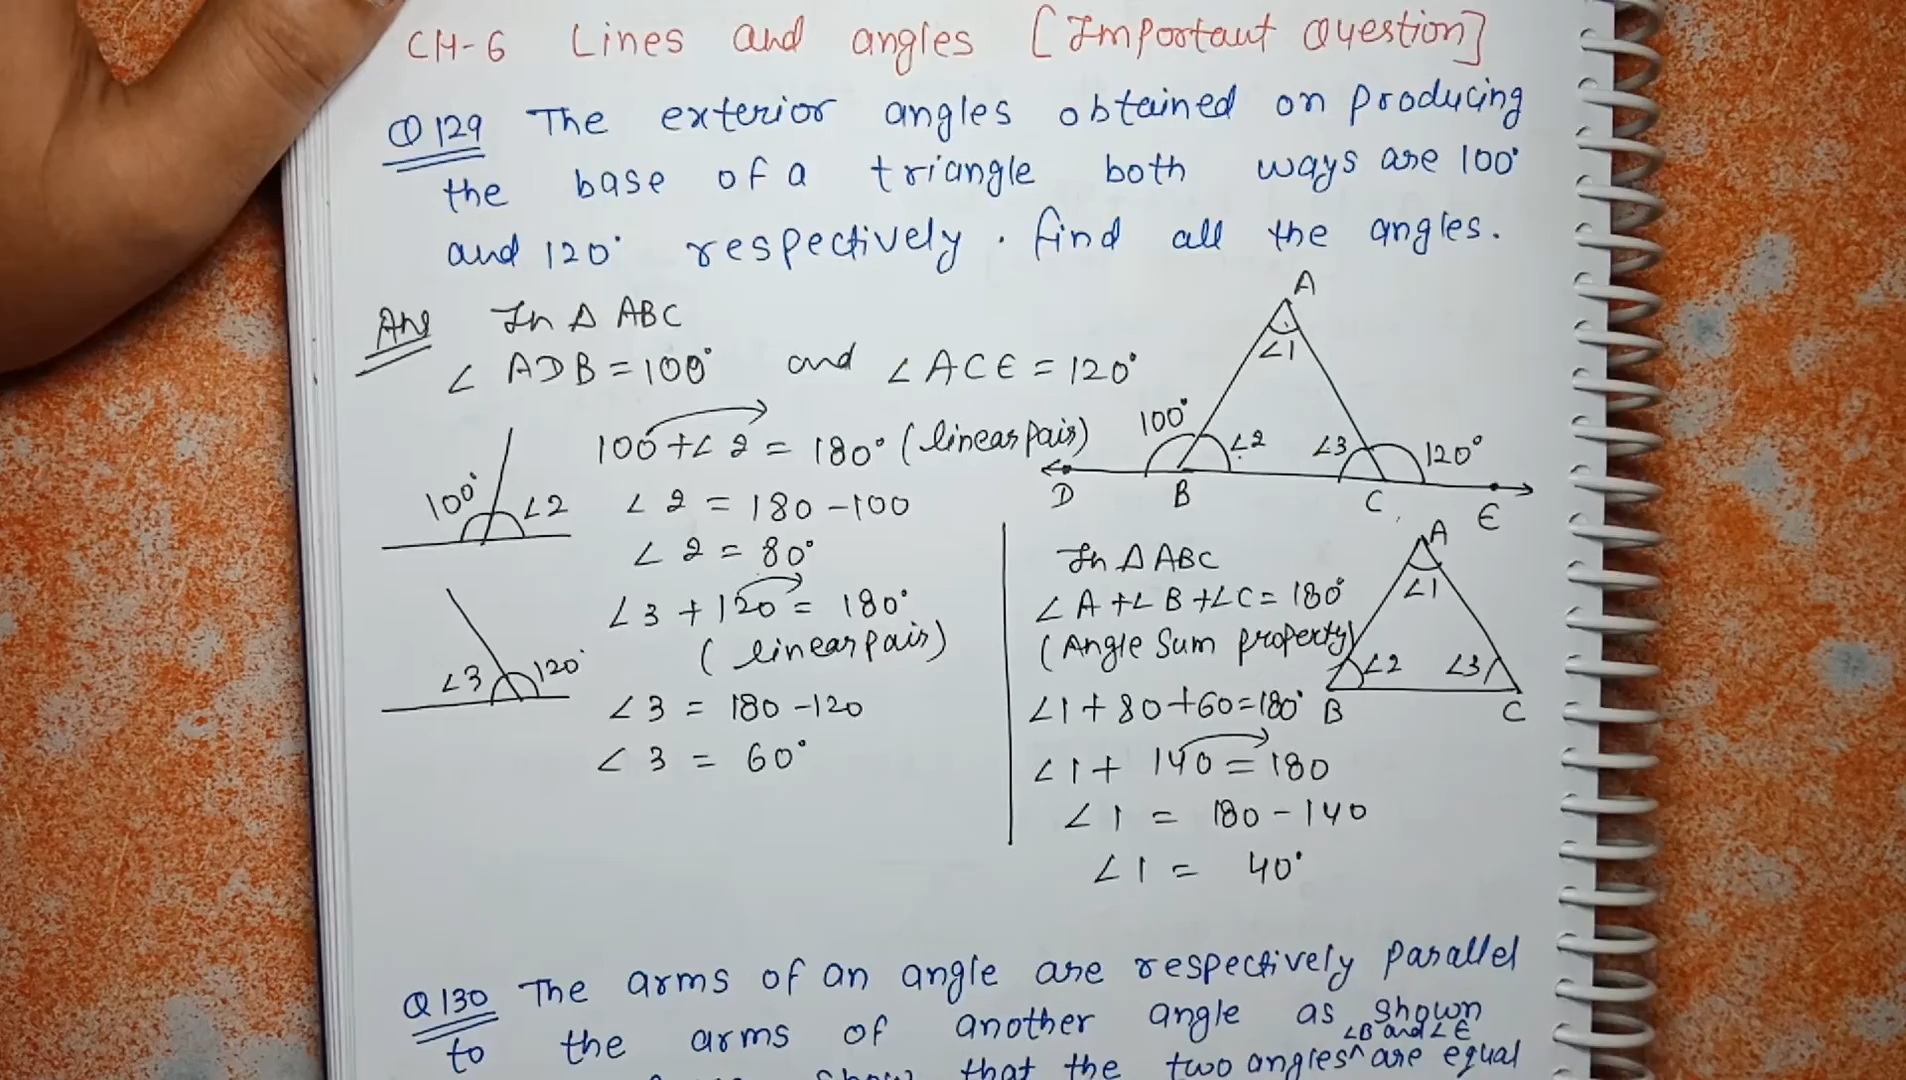 CH-6 Lines and angles [Important Question]
Q129 The exterior angles obtained on producing
the base of a triangle both ways are 100°
and 120° respectively. find all the angles.
Ans In Δ ABC
∠ ADB = 100° and ∠ACE = 120°
100 + ∠2 = 180° (linear pair)
∠2 = 180 - 100
∠2 = 80°
∠3 + 120 = 180°
(linear pair)
∠3 = 180 - 120
∠3 = 60°
100° ∠2
∠3 120°
A
∠1
100° ∠2 ∠3 120°
D B C E
In Δ ABC
∠A + ∠B + ∠C = 180°
(Angle Sum property)
∠1 + 80 + 60 = 180°
∠1 + 140 = 180
∠1 = 180 - 140
∠1 = 40°
A
∠1
∠2 ∠3
B C
Q130 The arms of an angle are respectively parallel
to the arms of another angle as shown
∠B and ∠E
show that the two angles ^ are equal